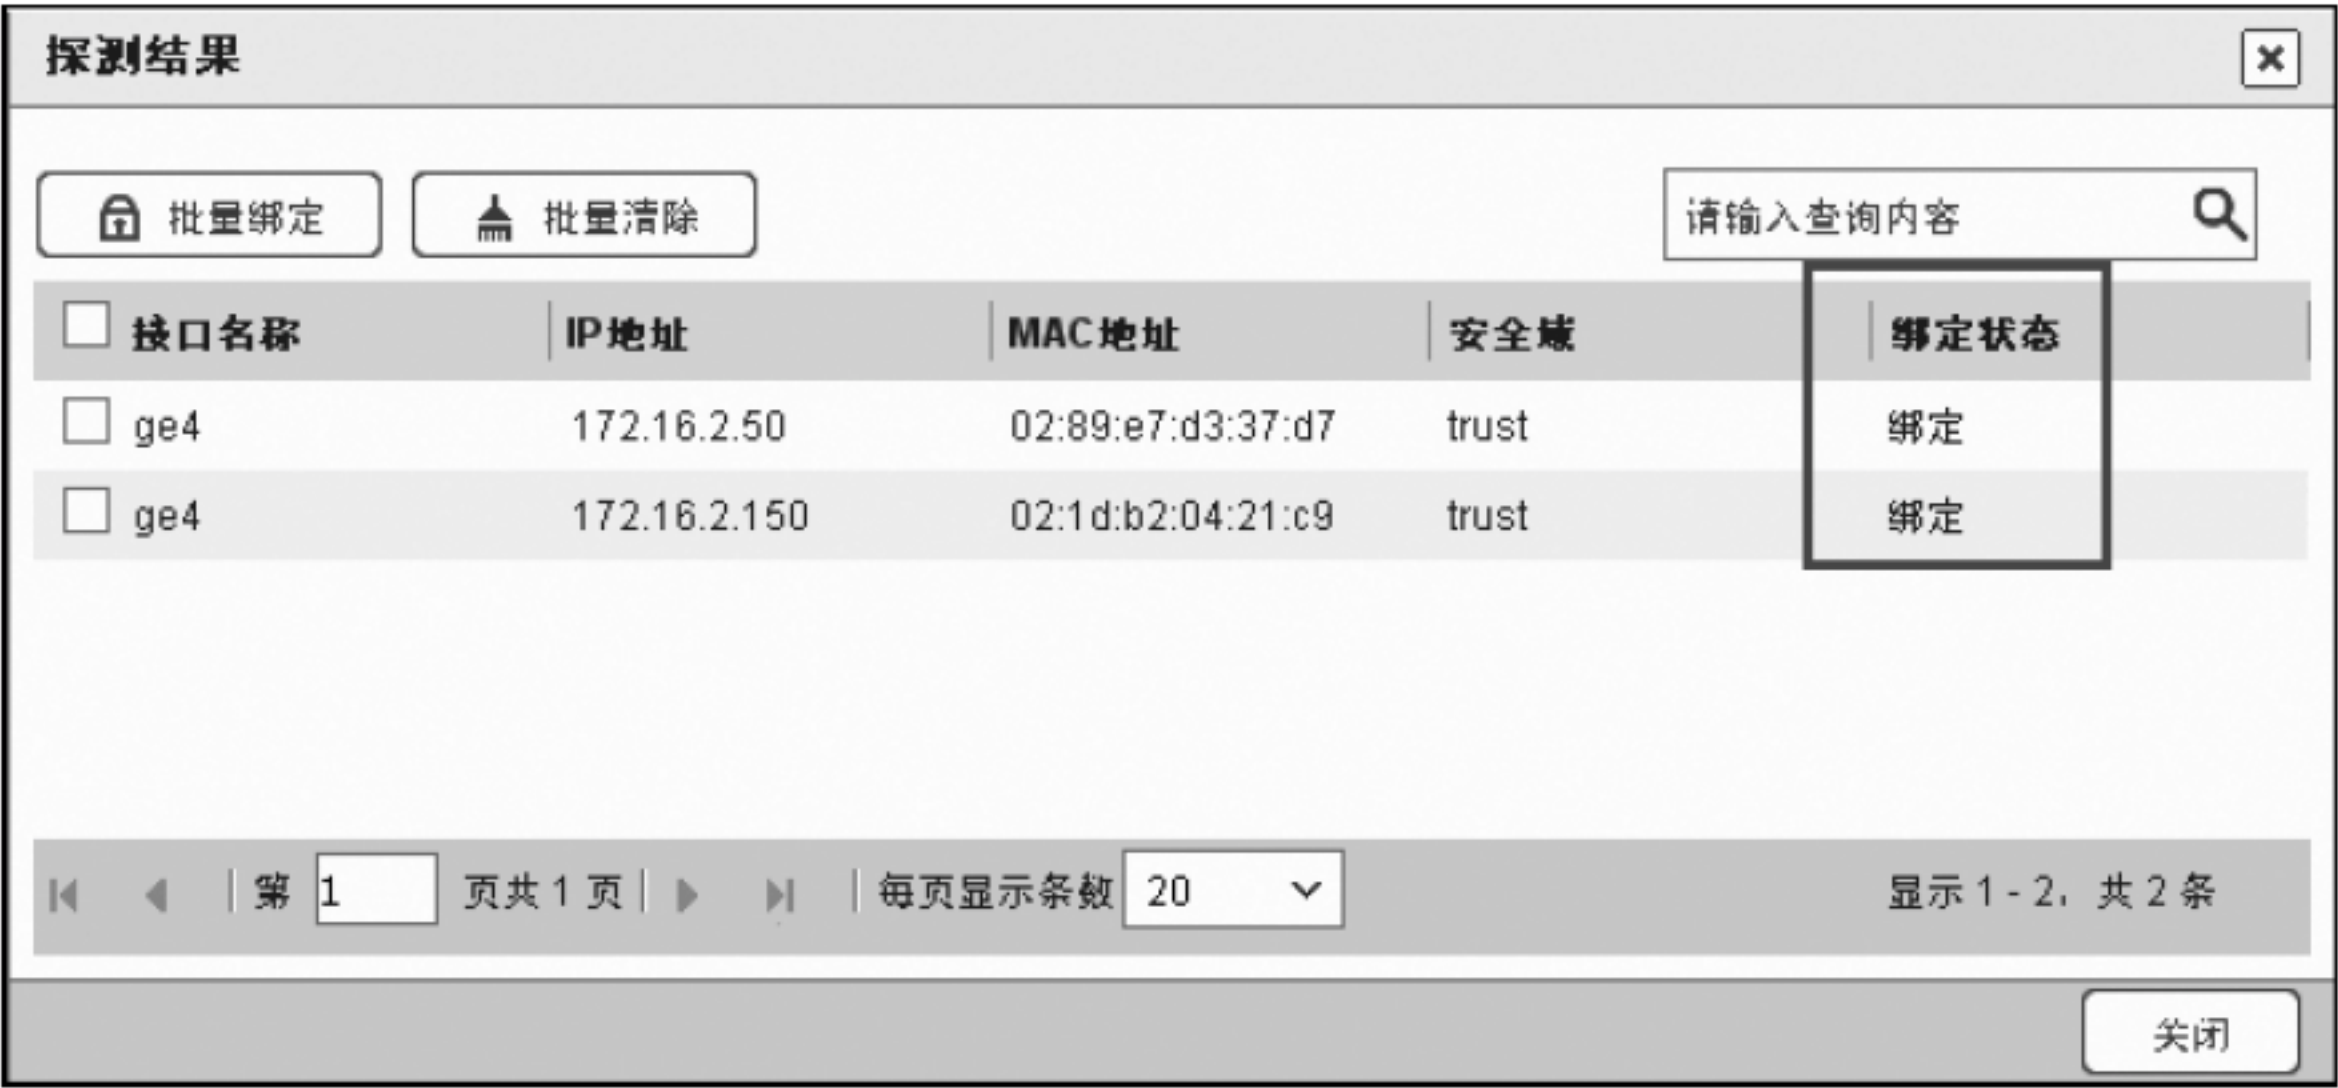 探测结果
批量绑定 批量清除 请输入查询内容
接口名称 IP地址 MAC地址 安全域 绑定状态
ge4 172.16.2.50 02:89:e7:d3:37:d7 trust 绑定
ge4 172.16.2.150 02:1d:b2:04:21:c9 trust 绑定
第 1 页共 1 页 每页显示条数 20 显示 1 - 2，共 2 条
关闭